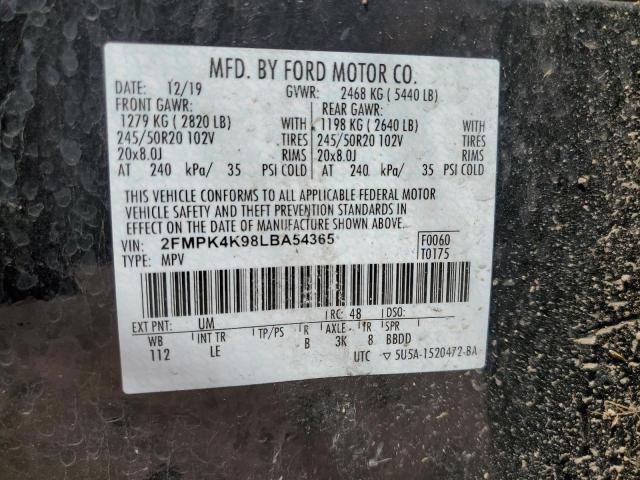 MFD. BY FORD MOTOR CO.
DATE: 12/19 GVWR: 2468 KG ( 5440 LB)
FRONT GAWR: REAR GAWR:
1279 KG ( 2820 LB) WITH 1198 KG ( 2640 LB) WITH
245/50R20 102V TIRES 245/50R20 102V TIRES
20x8.0J RIMS 20x8.0J RIMS
AT 240 kPa/ 35 PSI COLD AT 240 kPa/ 35 PSI COLD
THIS VEHICLE CONFORMS TO ALL APPLICABLE FEDERAL MOTOR
VEHICLE SAFETY AND THEFT PREVENTION STANDARDS IN
EFFECT ON THE DATE OF MANUFACTURE SHOWN ABOVE.
VIN: 2FMPK4K98LBA54365 F0060
TYPE: MPV T0175
EXT PNT: UM RC: 48 DSO:
WB INT TR TP/PS R AXLE TR SPR
112 LE B 3K 8 BBDD
UTC ▽ 5U5A-1520472-BA